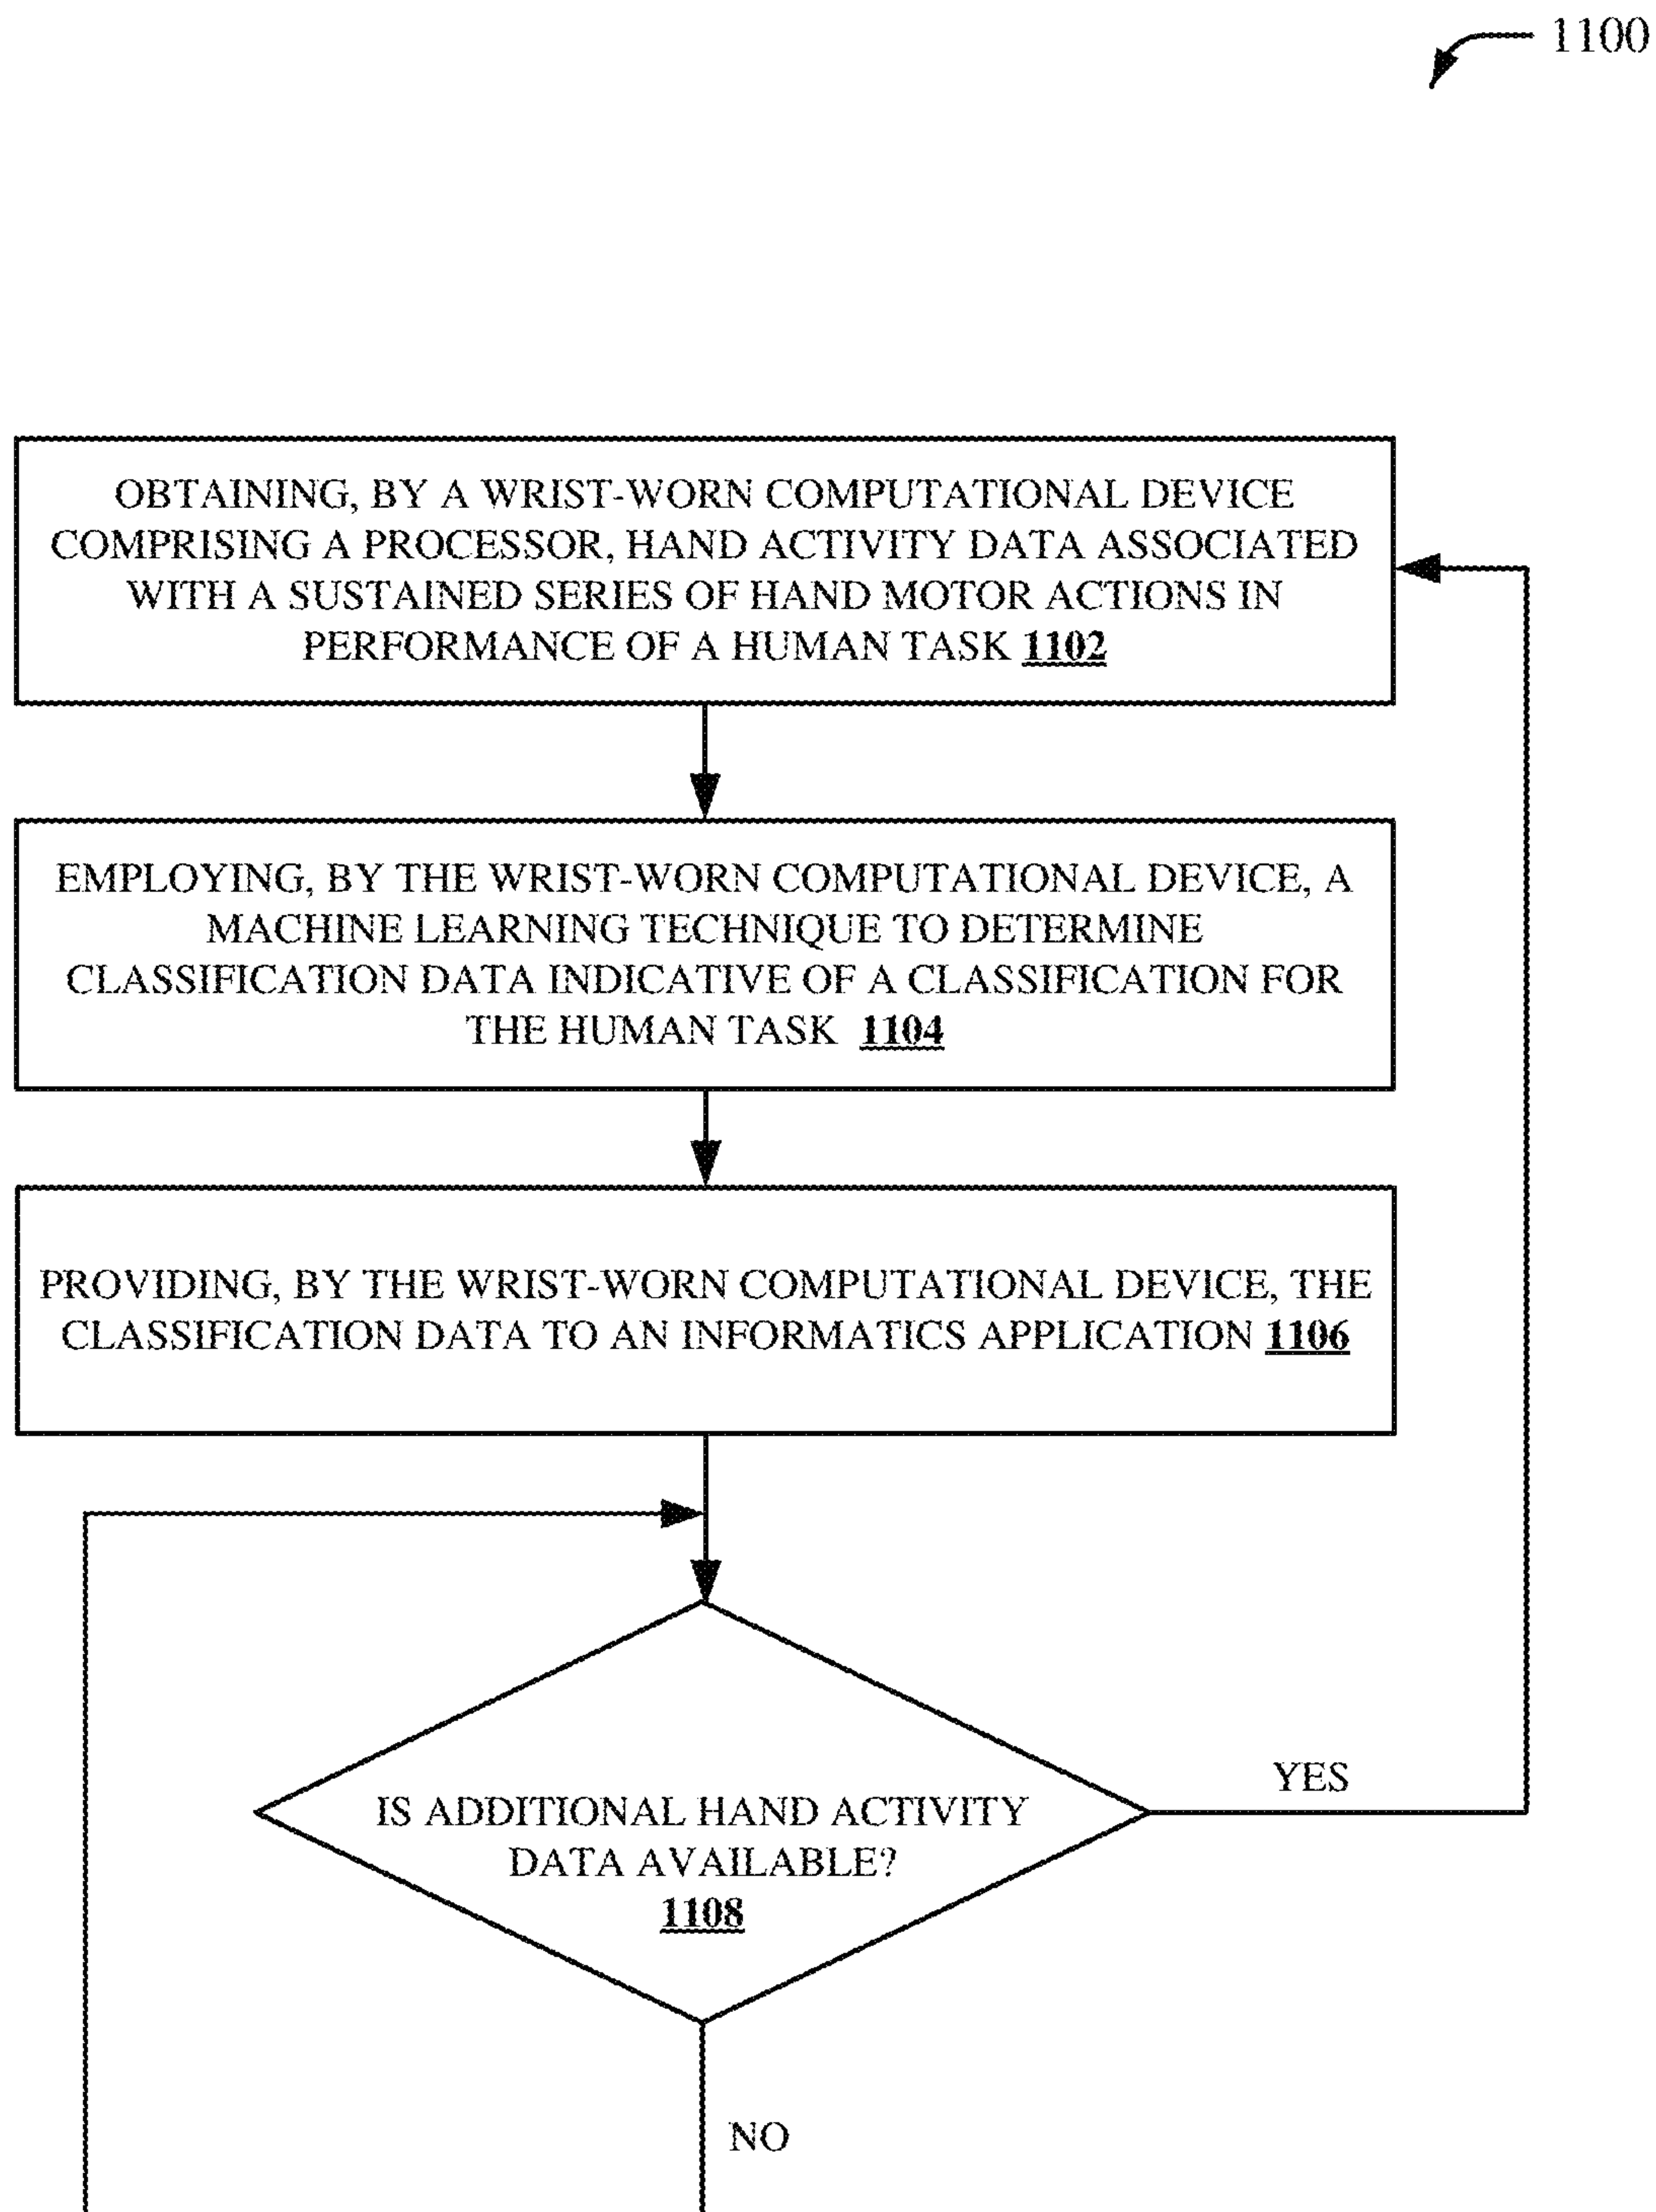 1100
OBTAINING, BY A WRIST-WORN COMPUTATIONAL DEVICE
COMPRISING A PROCESSOR, HAND ACTIVITY DATA ASSOCIATED
WITH A SUSTAINED SERIES OF HAND MOTOR ACTIONS IN
PERFORMANCE OF A HUMAN TASK 1102
EMPLOYING, BY THE WRIST-WORN COMPUTATIONAL DEVICE, A
MACHINE LEARNING TECHNIQUE TO DETERMINE
CLASSIFICATION DATA INDICATIVE OF A CLASSIFICATION FOR
THE HUMAN TASK 1104
PROVIDING, BY THE WRIST-WORN COMPUTATIONAL DEVICE, THE
CLASSIFICATION DATA TO AN INFORMATICS APPLICATION 1106
YES
IS ADDITIONAL HAND ACTIVITY
DATA AVAILABLE?
1108
NO